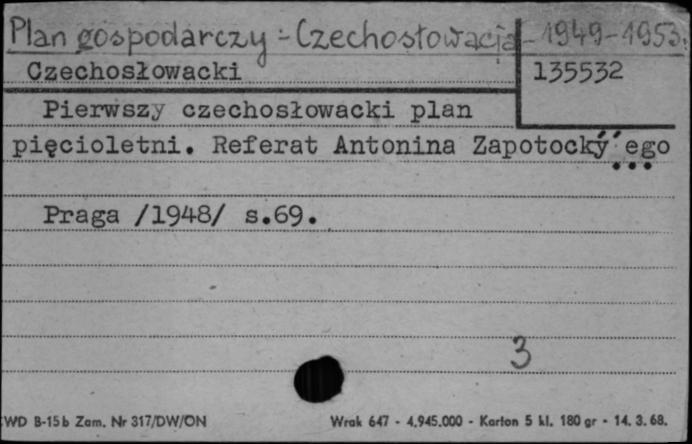 Plan gospodarczy - Czechosłowacja - 1949-1953.
Czechosłowacki
135532
Pierwszy czechosłowacki plan
pięcioletni. Referat Antonina Zapotocký'ego
...
Praga /1948/ s.69.
3
WD B-15b Zam. Nr 317/DW/ON
Wrak 647 - 4.945.000 - Karton 5 kl. 180 gr - 14. 3. 68.